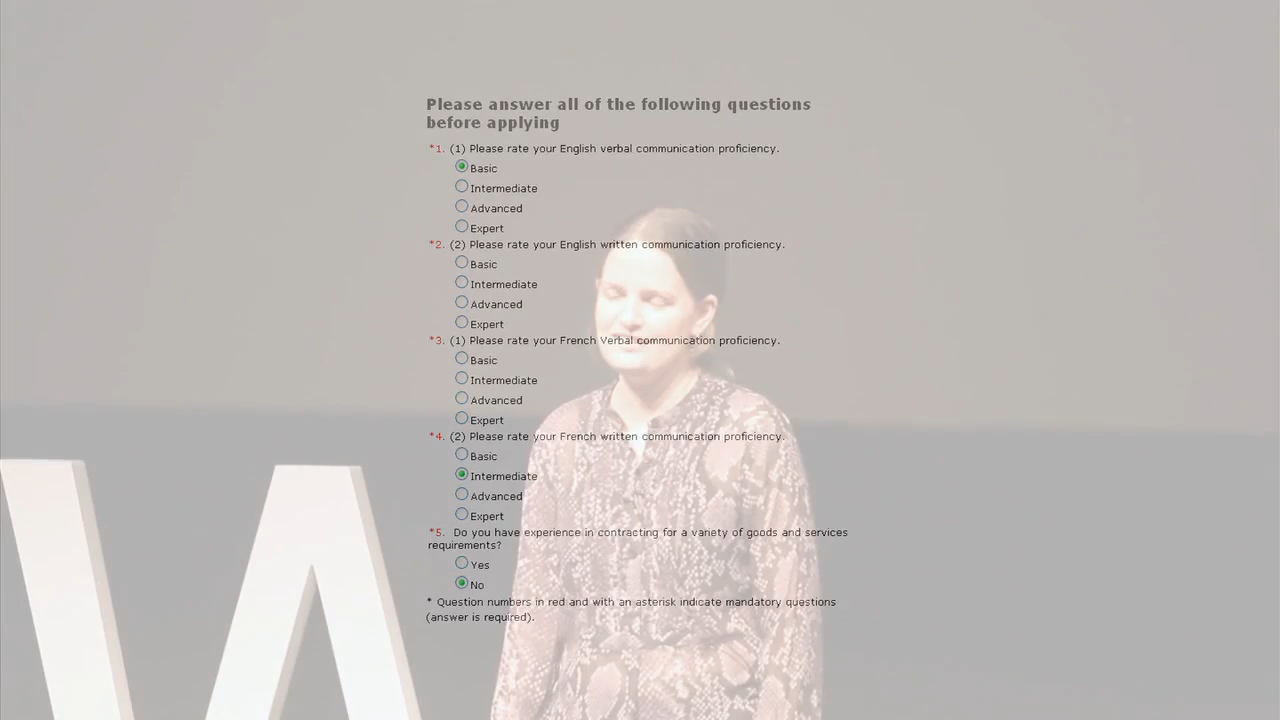 Please answer all of the following questions
before applying
*1. (1) Please rate your English verbal communication proficiency.
Basic
Intermediate
Advanced
Expert
*2. (2) Please rate your English written communication proficiency.
Basic
Intermediate
Advanced
Expert
*3. (1) Please rate your French Verbal communication proficiency.
Basic
Intermediate
Advanced
Expert
*4. (2) Please rate your French written communication proficiency.
Basic
Intermediate
Advanced
Expert
*5. Do you have experience in contracting for a variety of goods and services
requirements?
Yes
No
* Question numbers in red and with an asterisk indicate mandatory questions
(answer is required).
W